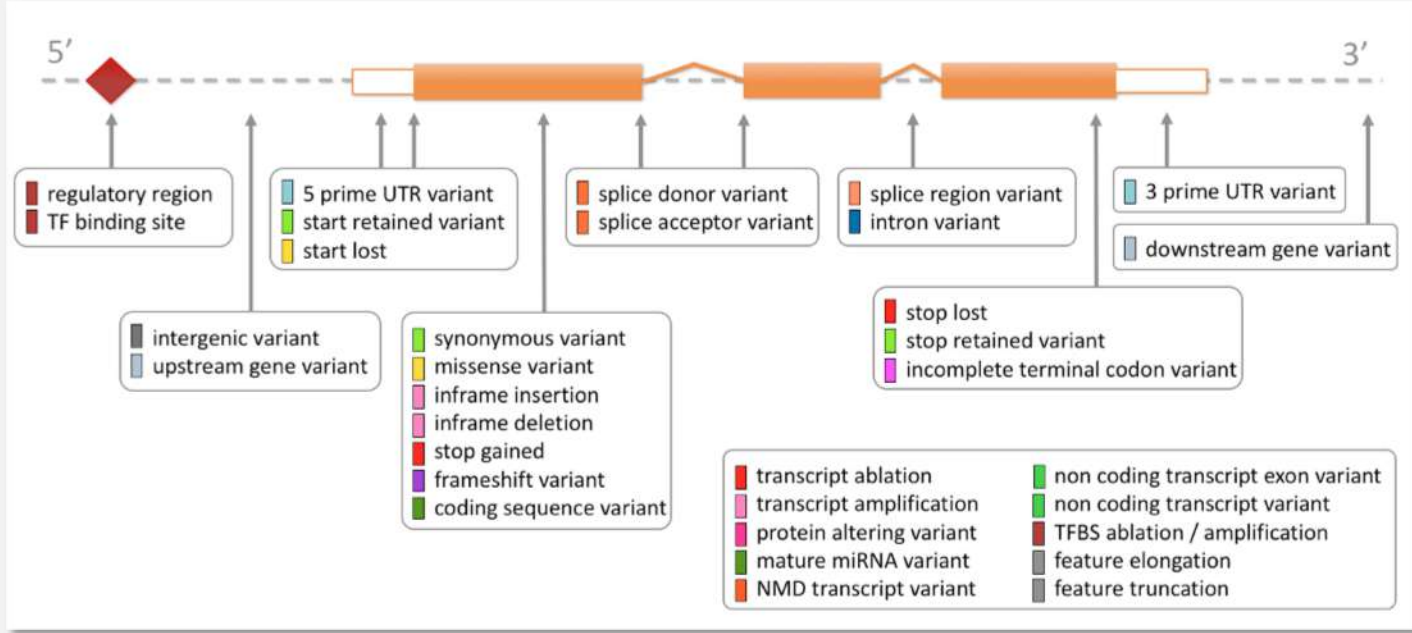 5'
3'
regulatory region
TF binding site
5 prime UTR variant
start retained variant
start lost
splice donor variant
splice acceptor variant
splice region variant
intron variant
3 prime UTR variant
downstream gene variant
intergenic variant
upstream gene variant
synonymous variant
missense variant
inframe insertion
inframe deletion
stop gained
frameshift variant
coding sequence variant
stop lost
stop retained variant
incomplete terminal codon variant
transcript ablation
transcript amplification
protein altering variant
mature miRNA variant
NMD transcript variant
non coding transcript exon variant
non coding transcript variant
TFBS ablation / amplification
feature elongation
feature truncation